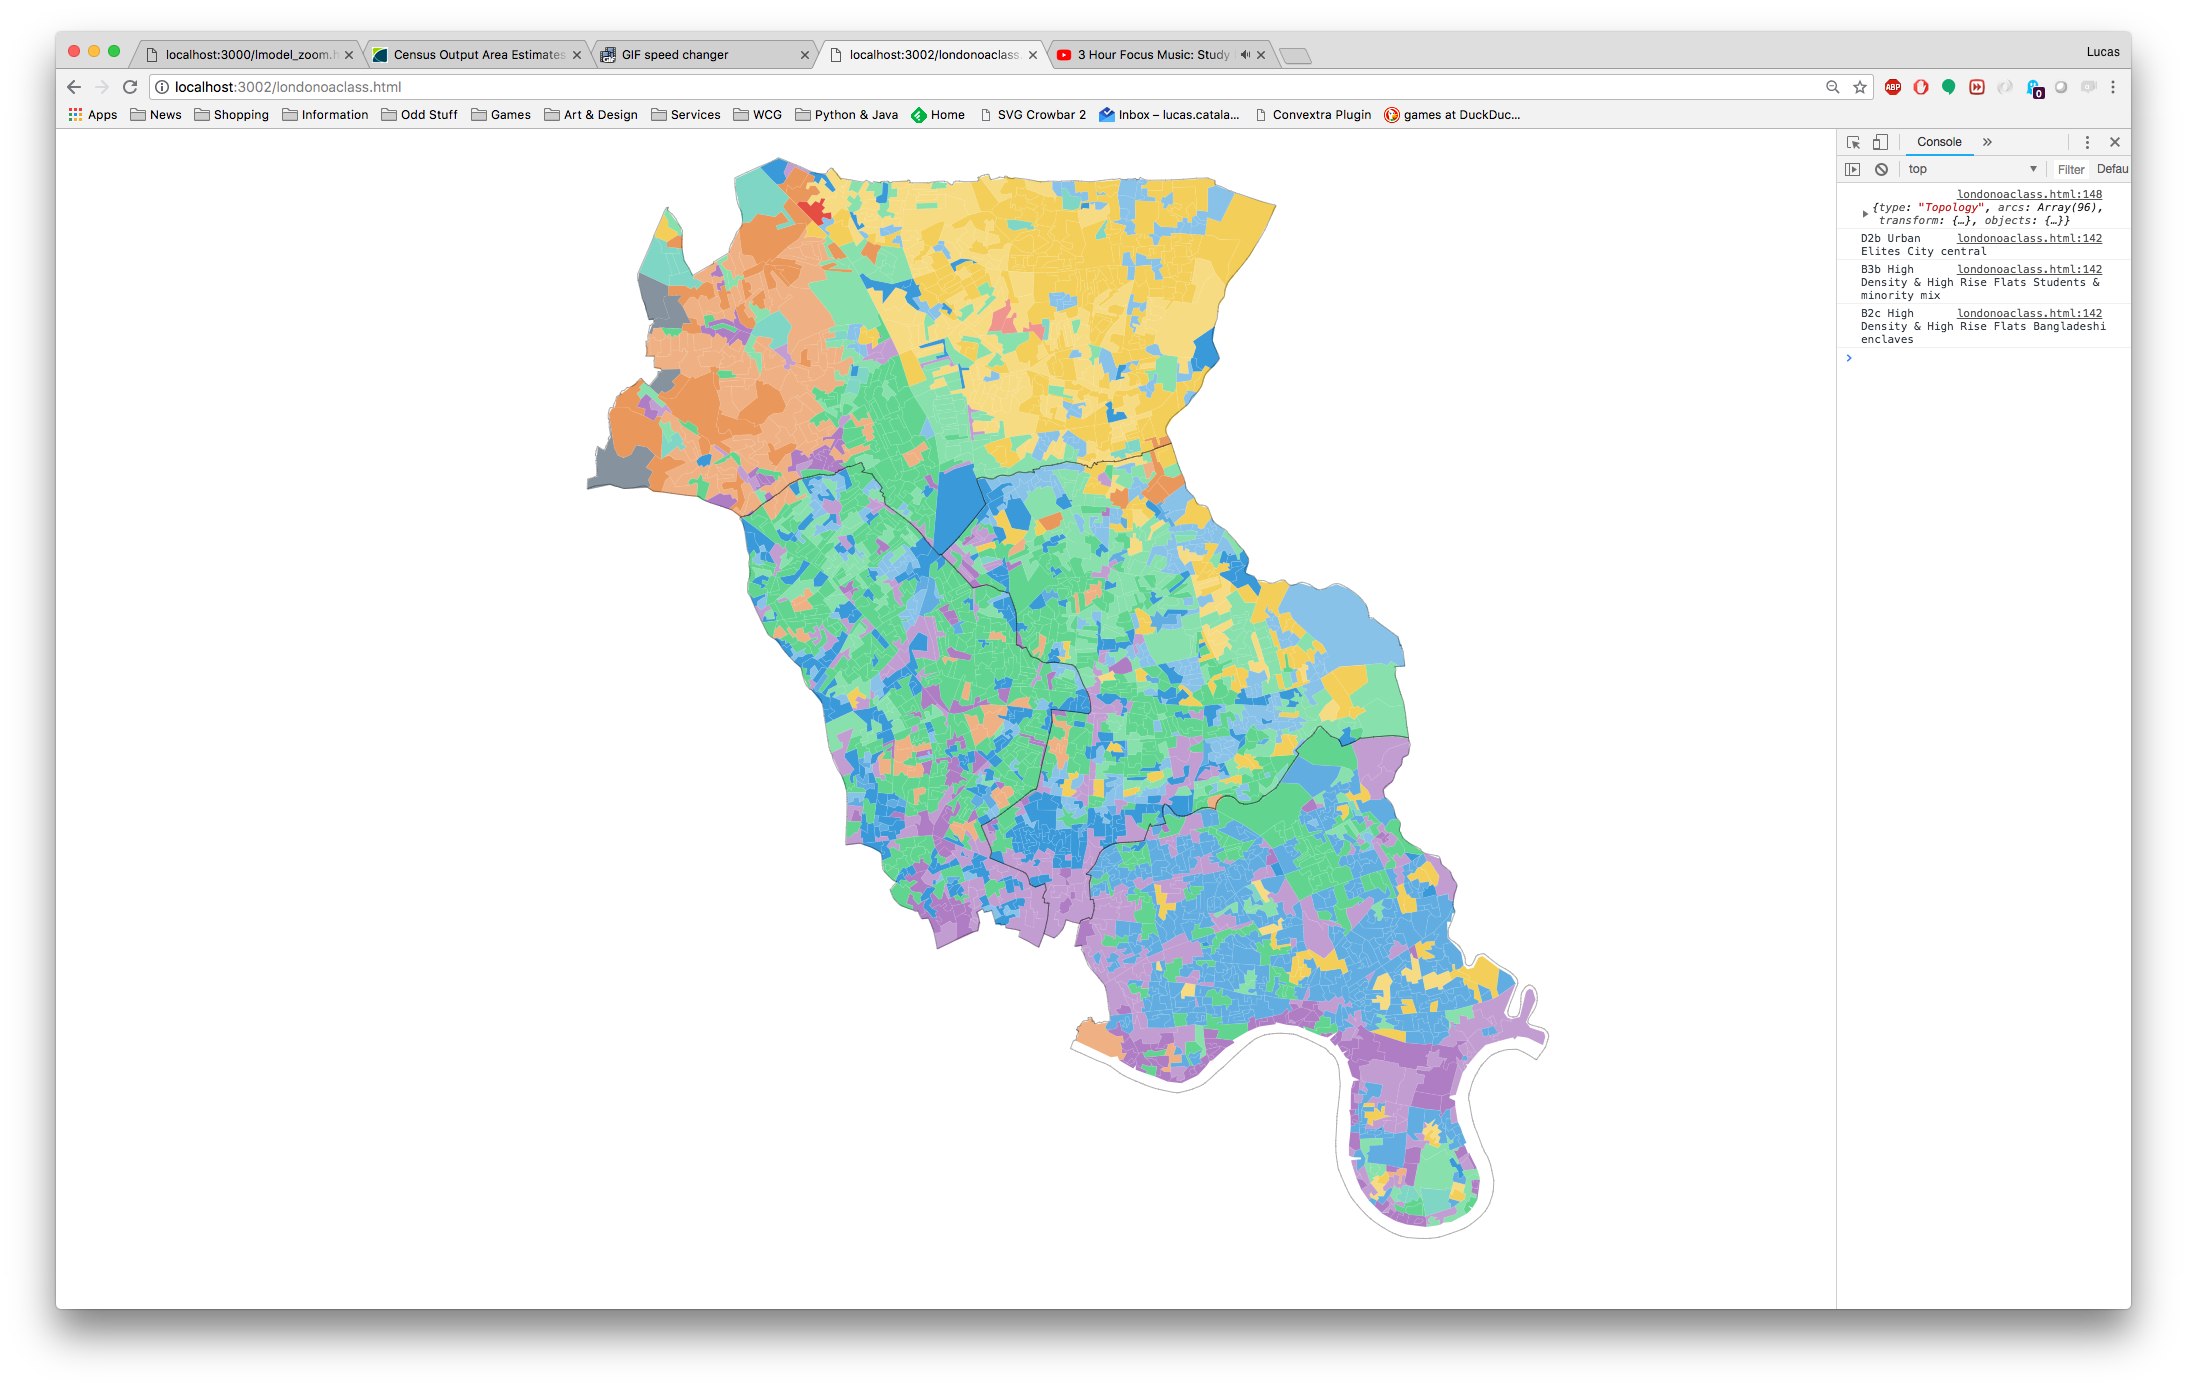 Lucas
localhost:3000/lmodel_zoom.h
Census Output Area Estimates
GIF speed changer
localhost:3002/londonoaclass.
3 Hour Focus Music: Study
localhost:3002/londonoaclass.html
ABP
0
Apps News Shopping Information Odd Stuff Games Art & Design Services WCG Python & Java Home SVG Crowbar 2 Inbox – lucas.catala... Convextra Plugin games at DuckDuc...
Console »
top Filter Defau
londonoaclass.html:148
{type: "Topology", arcs: Array(96),
transform: {…}, objects: {…}}
D2b Urban londonoaclass.html:142
Elites City central
B3b High londonoaclass.html:142
Density & High Rise Flats Students &
minority mix
B2c High londonoaclass.html:142
Density & High Rise Flats Bangladeshi
enclaves